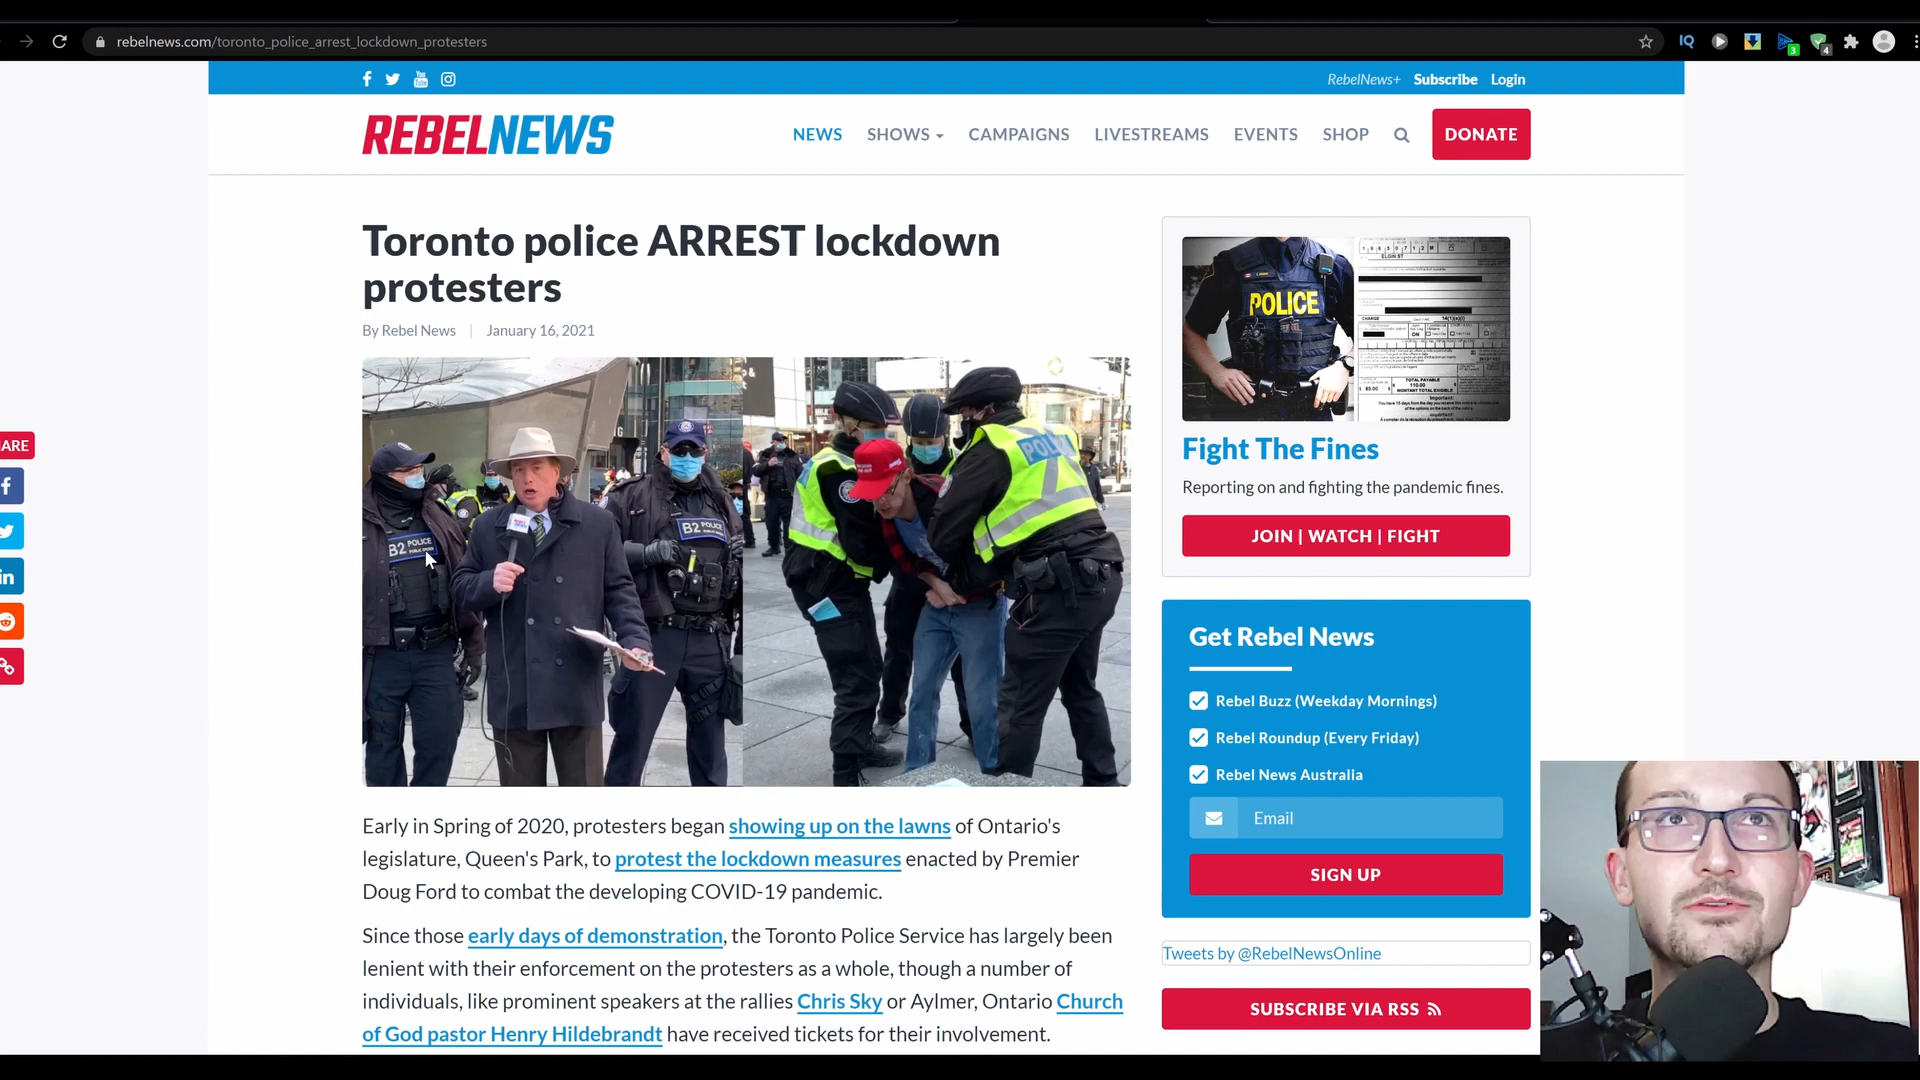 rebelnews.com/toronto_police_arrest_lockdown_protesters
IQ
3
4
RebelNews+ Subscribe Login
REBELNEWS
NEWS SHOWS CAMPAIGNS LIVESTREAMS EVENTS SHOP DONATE
Toronto police ARREST lockdown
protesters
By Rebel News | January 16, 2021
ARE
B2 POLICE
B2 POLICE
Early in Spring of 2020, protesters began showing up on the lawns of Ontario's
legislature, Queen's Park, to protest the lockdown measures enacted by Premier
Doug Ford to combat the developing COVID-19 pandemic.
Since those early days of demonstration, the Toronto Police Service has largely been
lenient with their enforcement on the protesters as a whole, though a number of
individuals, like prominent speakers at the rallies Chris Sky or Aylmer, Ontario Church
of God pastor Henry Hildebrandt have received tickets for their involvement.
POLICE
ELGIN ST
Fight The Fines
Reporting on and fighting the pandemic fines.
JOIN | WATCH | FIGHT
Get Rebel News
Rebel Buzz (Weekday Mornings)
Rebel Roundup (Every Friday)
Rebel News Australia
Email
SIGN UP
Tweets by @RebelNewsOnline
SUBSCRIBE VIA RSS